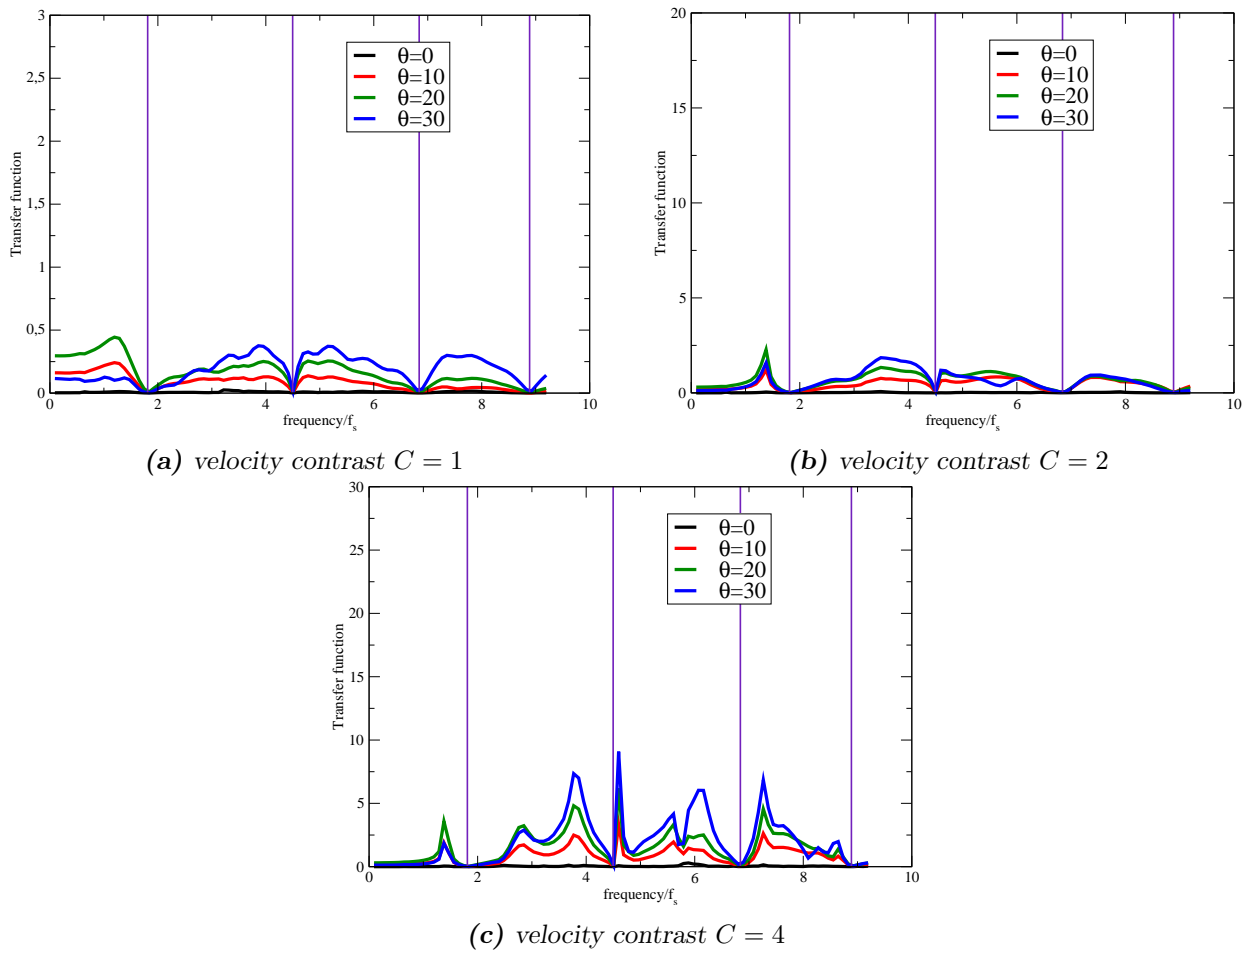 3
2,5
2
1,5
1
0,5
0
Transfer function
θ=0
θ=10
θ=20
θ=30
0 2 4 6 8 10
frequency/f_s
(a) velocity contrast C = 1
20
15
10
5
0
Transfer function
θ=0
θ=10
θ=20
θ=30
0 2 4 6 8 10
frequency/f_s
(b) velocity contrast C = 2
30
25
20
15
10
5
0
Transfer function
θ=0
θ=10
θ=20
θ=30
0 2 4 6 8 10
frequency/f_s
(c) velocity contrast C = 4